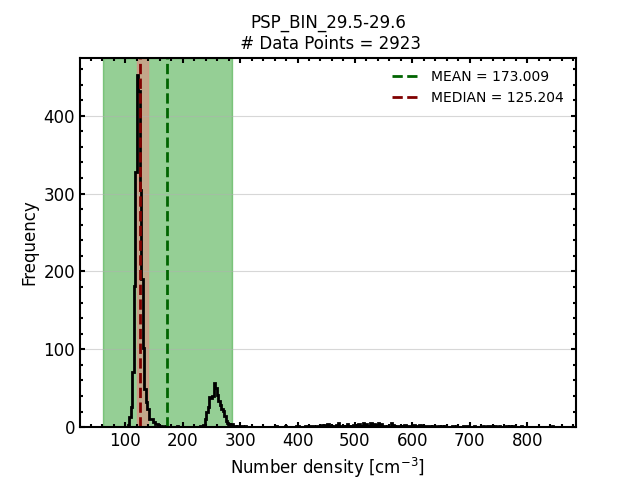 PSP_BIN_29.5-29.6
# Data Points = 2923
MEAN = 173.009
MEDIAN = 125.204
Frequency
400
300
200
100
0
100 200 300 400 500 600 700 800
Number density [cm⁻³]